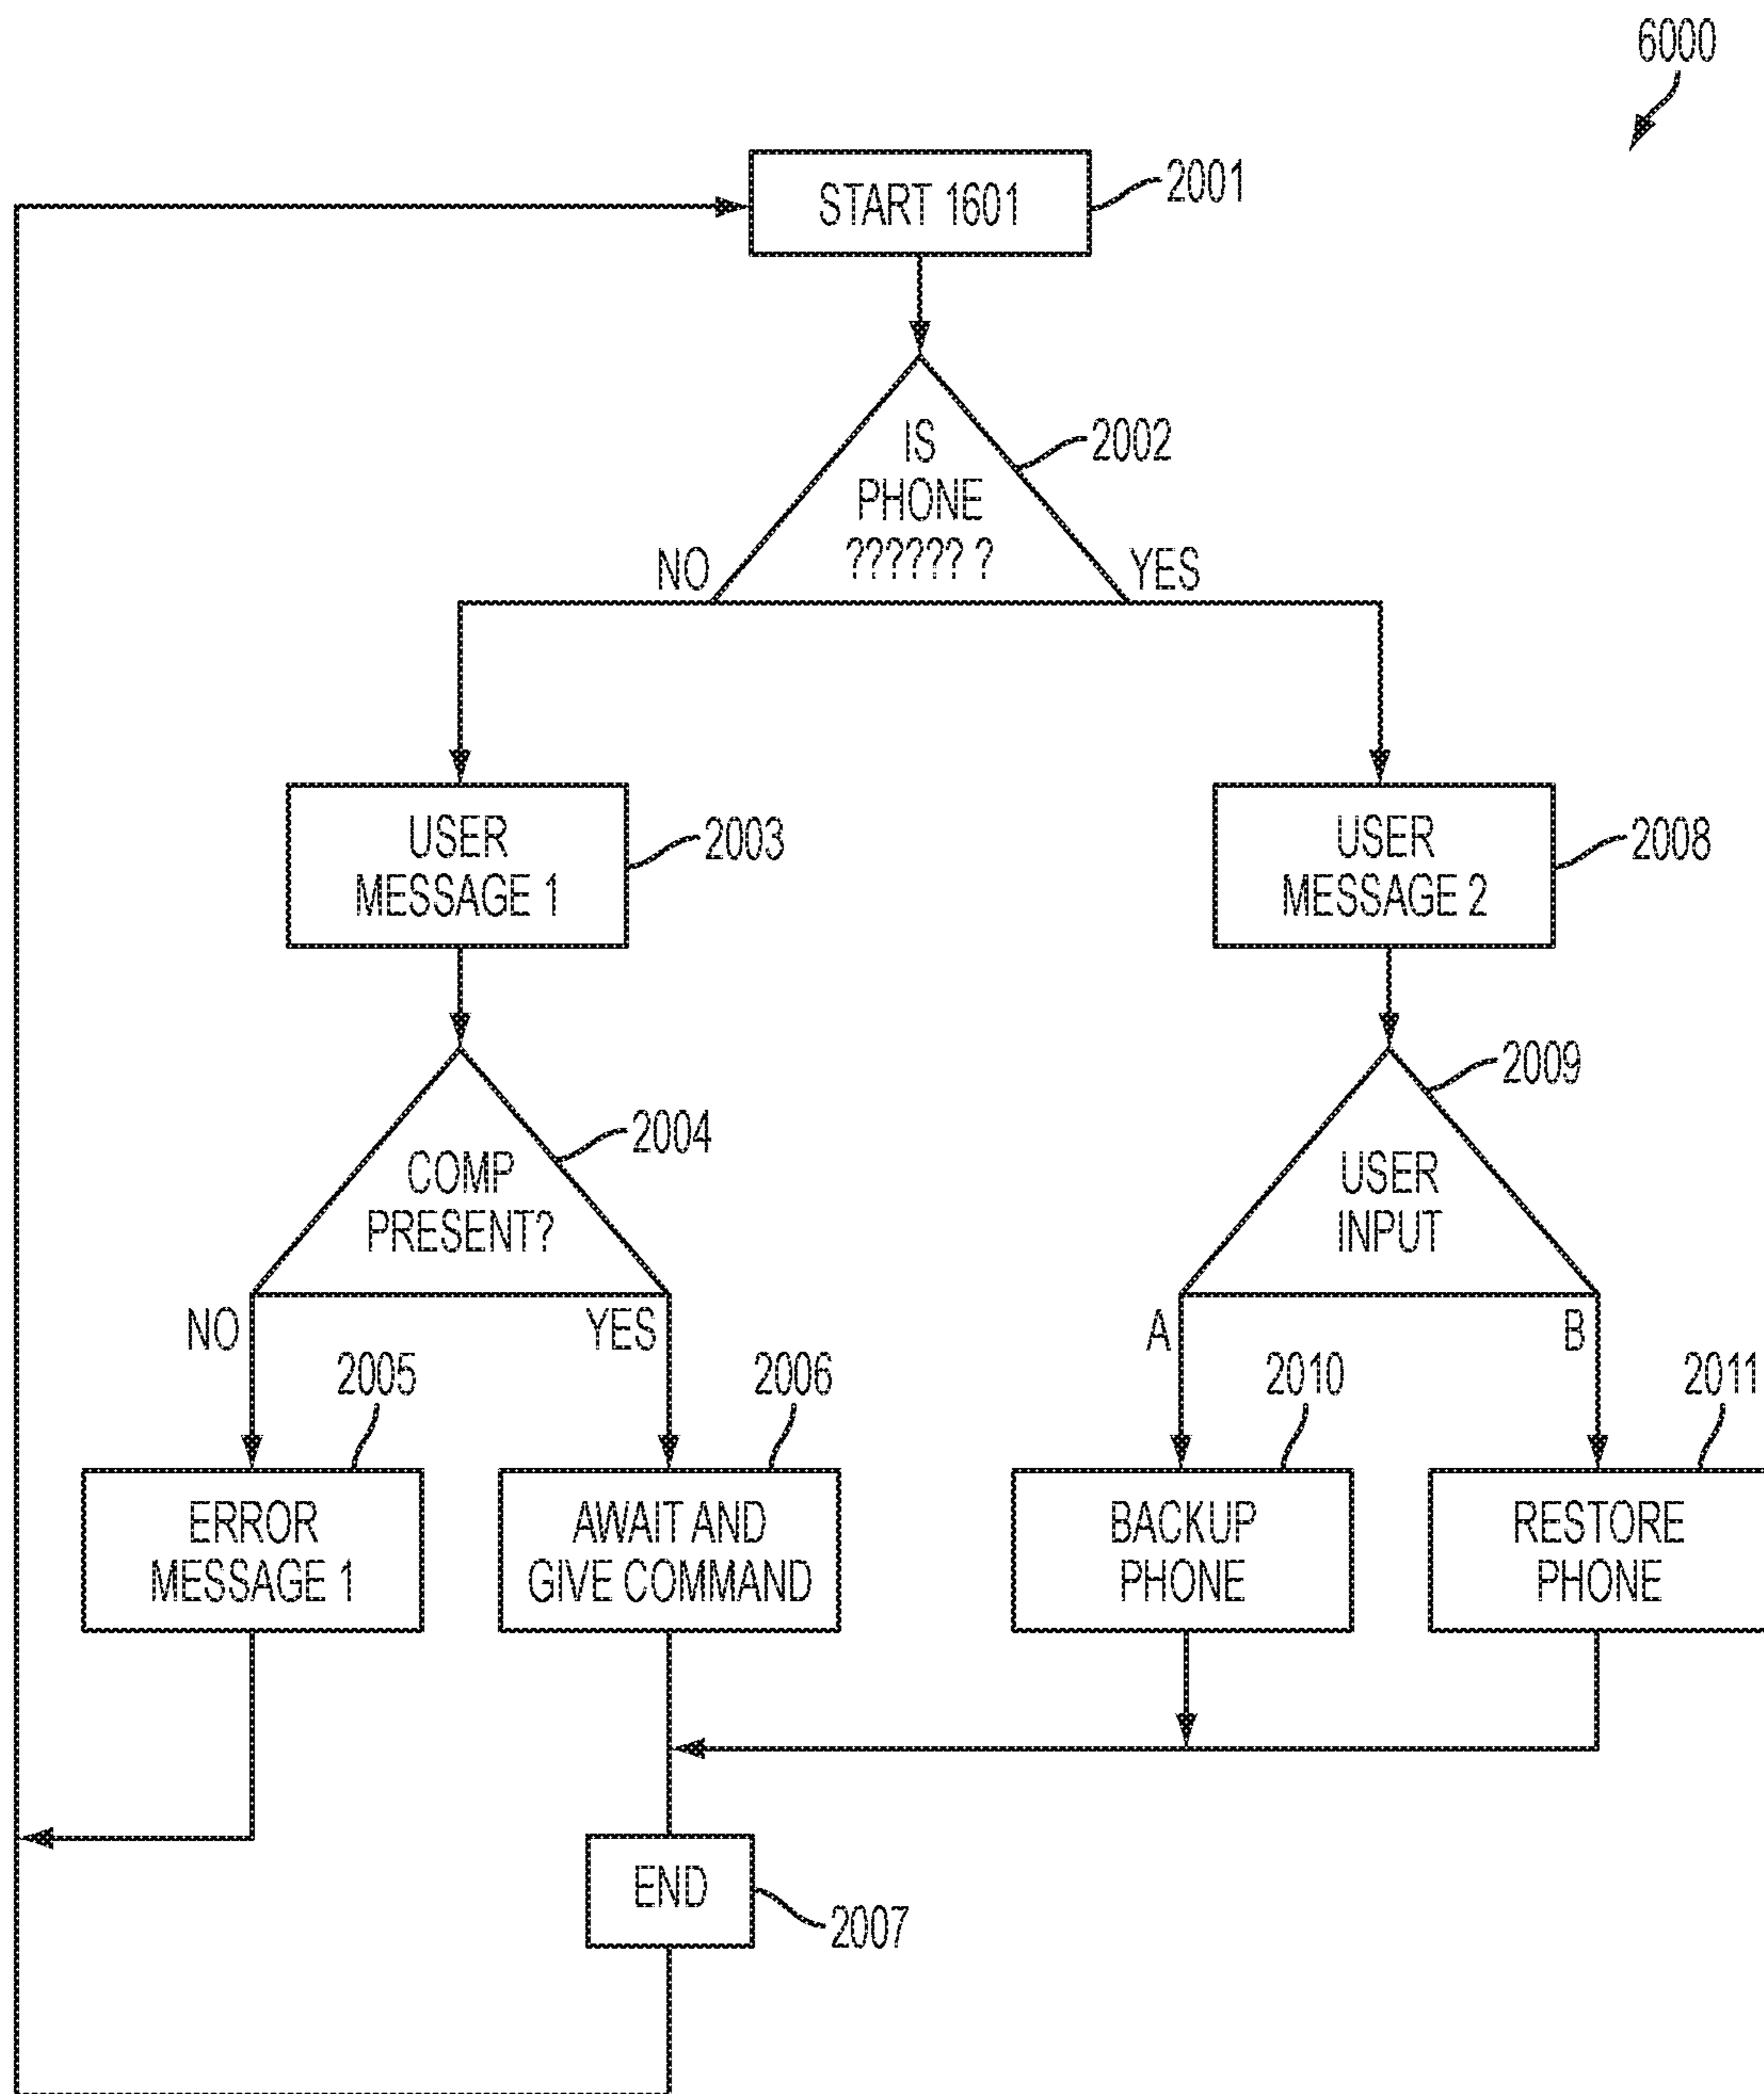 6000
START 1601
2001
IS
PHONE
?????? ?
2002
NO
YES
USER
MESSAGE 1
2003
USER
MESSAGE 2
2008
COMP
PRESENT?
2004
USER
INPUT
2009
NO
YES
A
B
2005
2006
2010
2011
ERROR
MESSAGE 1
AWAIT AND
GIVE COMMAND
BACKUP
PHONE
RESTORE
PHONE
END
2007